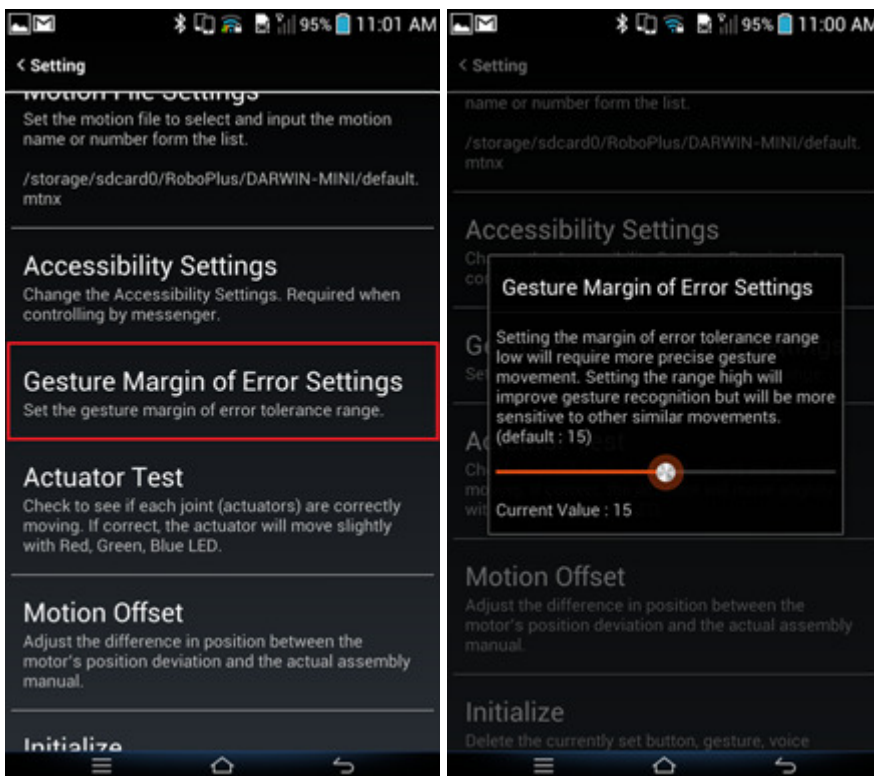 95% 11:01 AM
< Setting
Motion File Settings
Set the motion file to select and input the motion
name or number form the list.
/storage/sdcard0/RoboPlus/DARWIN-MINI/default.
mtnx
Accessibility Settings
Change the Accessibility Settings. Required when
controlling by messenger.
Gesture Margin of Error Settings
Set the gesture margin of error tolerance range.
Actuator Test
Check to see if each joint (actuators) are correctly
moving. If correct, the actuator will move slightly
with Red, Green, Blue LED.
Motion Offset
Adjust the difference in position between the
motor's position deviation and the actual assembly
manual.
Initialize
95% 11:00 AM
< Setting
name or number form the list.
/storage/sdcard0/RoboPlus/DARWIN-MINI/default.
mtnx
Accessibility Settings
Gesture Margin of Error Settings
Setting the margin of error tolerance range
low will require more precise gesture
movement. Setting the range high will
improve gesture recognition but will be more
sensitive to other similar movements.
(default : 15)
Current Value : 15
Motion Offset
Adjust the difference in position between the
motor's position deviation and the actual assembly
manual.
Initialize
Delete the currently set button, gesture, voice